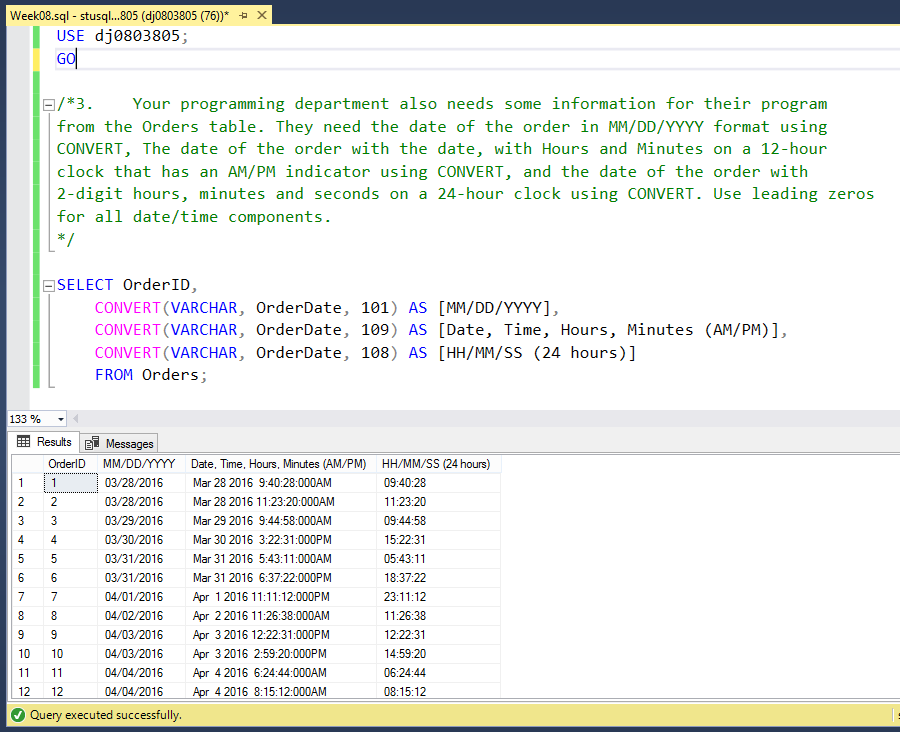 Week08.sql - stusql...805 (dj0803805 (76))*
USE dj0803805;
GO
/*3.    Your programming department also needs some information for their program
from the Orders table. They need the date of the order in MM/DD/YYYY format using
CONVERT, The date of the order with the date, with Hours and Minutes on a 12-hour
clock that has an AM/PM indicator using CONVERT, and the date of the order with
2-digit hours, minutes and seconds on a 24-hour clock using CONVERT. Use leading zeros
for all date/time components.
*/
SELECT OrderID,
    CONVERT(VARCHAR, OrderDate, 101) AS [MM/DD/YYYY],
    CONVERT(VARCHAR, OrderDate, 109) AS [Date, Time, Hours, Minutes (AM/PM)],
    CONVERT(VARCHAR, OrderDate, 108) AS [HH/MM/SS (24 hours)]
    FROM Orders;
133 %
Results Messages
OrderID MM/DD/YYYY Date, Time, Hours, Minutes (AM/PM) HH/MM/SS (24 hours)
1 1 03/28/2016 Mar 28 2016  9:40:28:000AM 09:40:28
2 2 03/28/2016 Mar 28 2016 11:23:20:000AM 11:23:20
3 3 03/29/2016 Mar 29 2016  9:44:58:000AM 09:44:58
4 4 03/30/2016 Mar 30 2016  3:22:31:000PM 15:22:31
5 5 03/31/2016 Mar 31 2016  5:43:11:000AM 05:43:11
6 6 03/31/2016 Mar 31 2016  6:37:22:000PM 18:37:22
7 7 04/01/2016 Apr  1 2016 11:11:12:000PM 23:11:12
8 8 04/02/2016 Apr  2 2016 11:26:38:000AM 11:26:38
9 9 04/03/2016 Apr  3 2016 12:22:31:000PM 12:22:31
10 10 04/03/2016 Apr  3 2016  2:59:20:000PM 14:59:20
11 11 04/04/2016 Apr  4 2016  6:24:44:000AM 06:24:44
12 12 04/04/2016 Apr  4 2016  8:15:12:000AM 08:15:12
Query executed successfully.